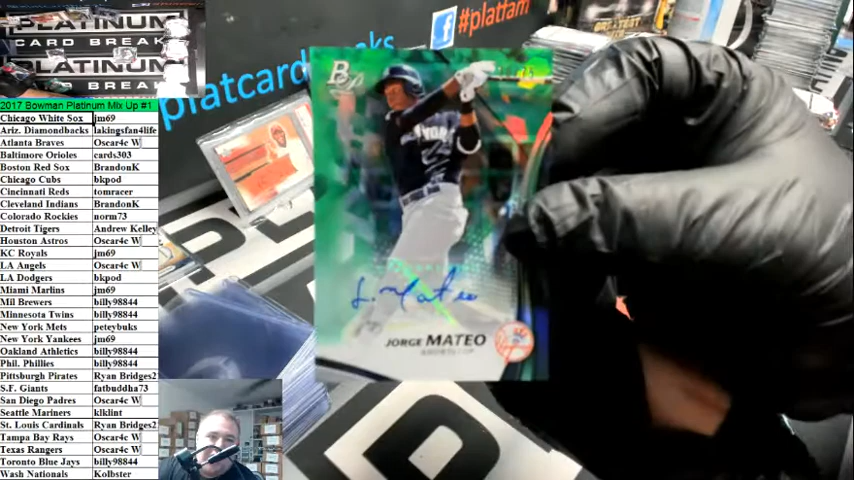 PLATINUM
CARD BREAK
PLATINUM
CARD BREAK
platcardbreaks
f #platfam
2017 Bowman Platinum Mix Up #1
Chicago White Sox jm69
Ariz. Diamondbacks lakingsfan4life
Atlanta Braves Oscar4c W
Baltimore Orioles cards303
Boston Red Sox BrandonK
Chicago Cubs bkpod
Cincinnati Reds tomracer
Cleveland Indians BrandonK
Colorado Rockies norm73
Detroit Tigers Andrew Kelley
Houston Astros Oscar4c W
KC Royals jm69
LA Angels Oscar4c W
LA Dodgers bkpod
Miami Marlins jm69
Mil Brewers billy98844
Minnesota Twins billy98844
New York Mets peteybuks
New York Yankees jm69
Oakland Athletics billy98844
Phil. Phillies billy98844
Pittsburgh Pirates Ryan Bridges2
S.F. Giants fatbuddha73
San Diego Padres Oscar4c W
Seattle Mariners klklint
St. Louis Cardinals Ryan Bridges2
Tampa Bay Rays Oscar4c W
Texas Rangers Oscar4c W
Toronto Blue Jays billy98844
Wash Nationals Kolbster
B
J. Mateo
JORGE MATEO
SHORTSTOP